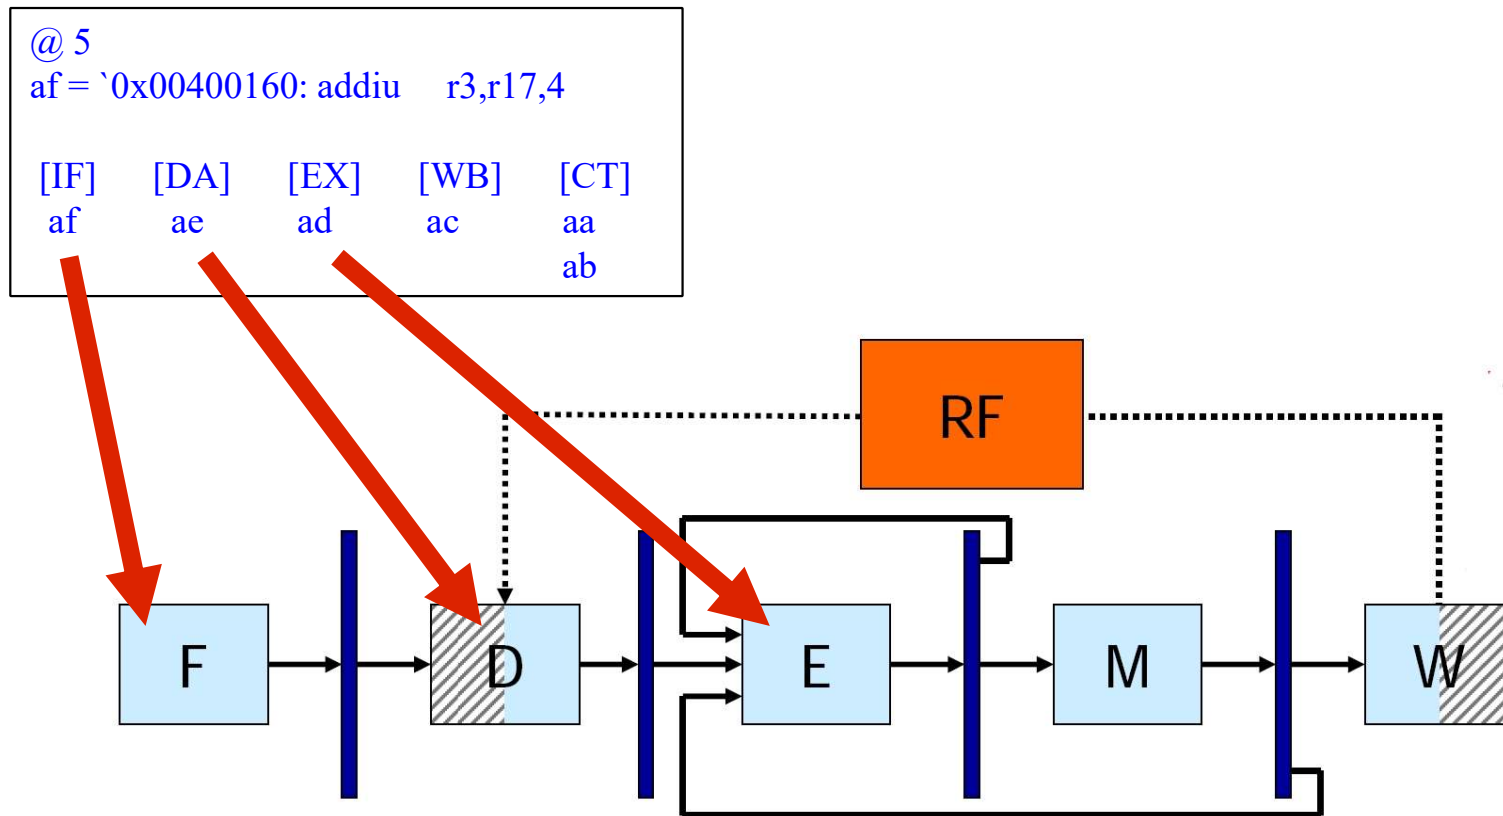 @ 5
af = `0x00400160: addiu r3,r17,4
[IF] [DA] [EX] [WB] [CT]
af ae ad ac aa
ab
RF
F D E M W